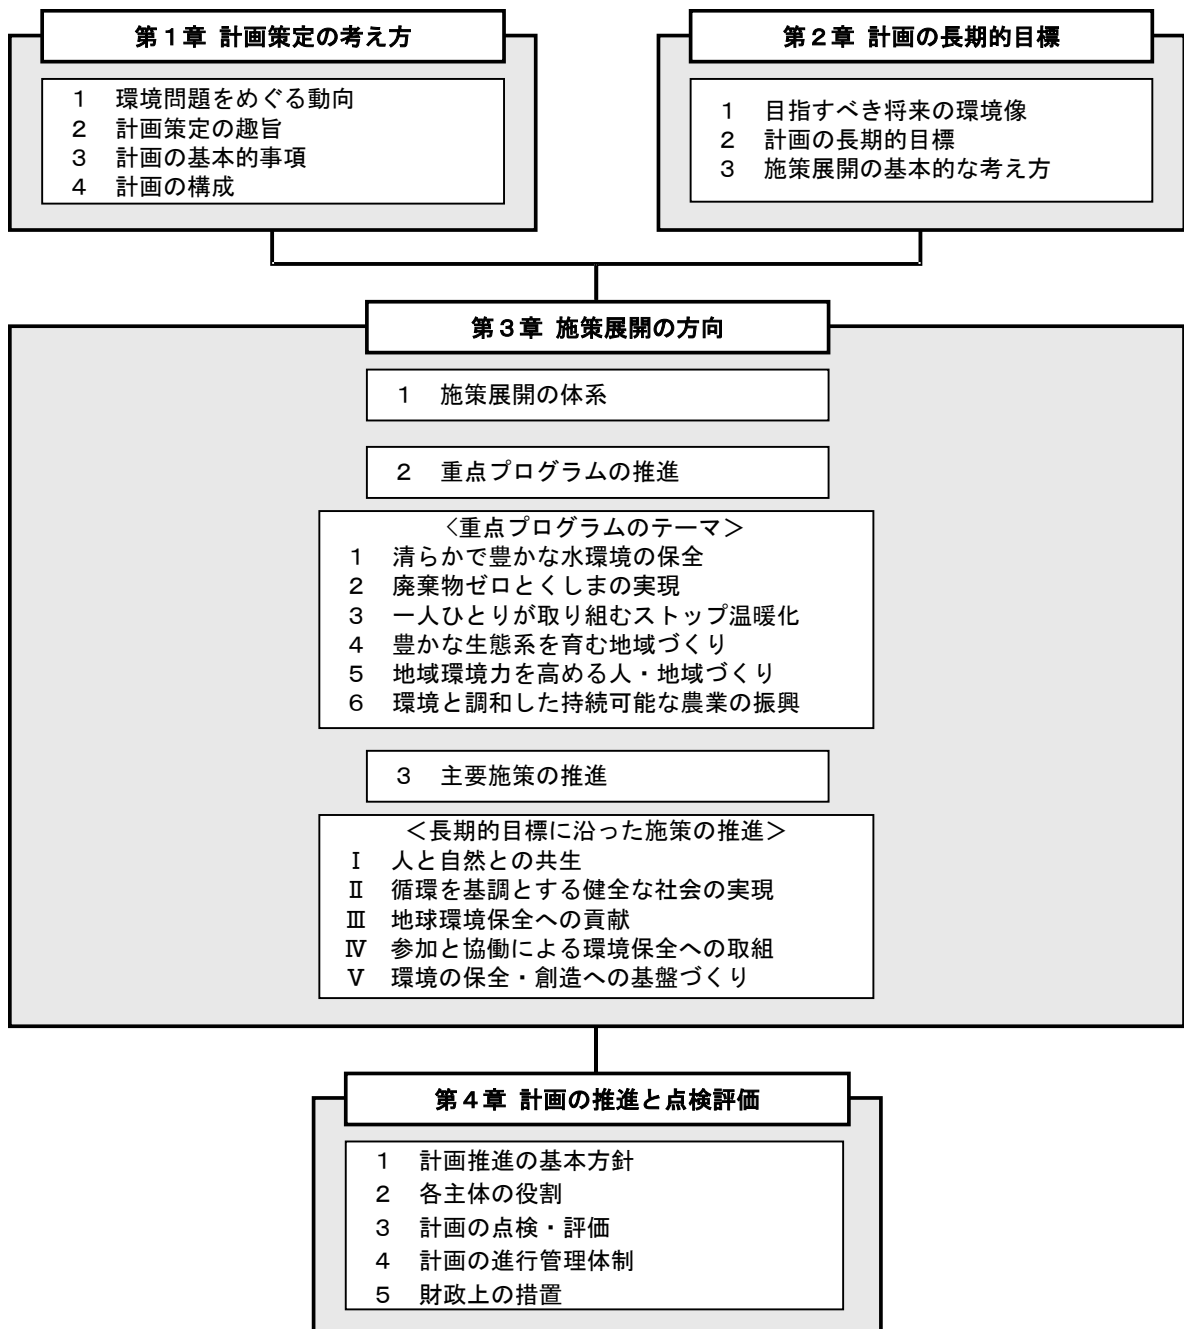 第１章 計画策定の考え方
１ 環境問題をめぐる動向
２ 計画策定の趣旨
３ 計画の基本的事項
４ 計画の構成
第２章 計画の長期的目標
１ 目指すべき将来の環境像
２ 計画の長期的目標
３ 施策展開の基本的な考え方
第３章 施策展開の方向
１ 施策展開の体系
２ 重点プログラムの推進
＜重点プログラムのテーマ＞
１ 清らかで豊かな水環境の保全
２ 廃棄物ゼロとくしまの実現
３ 一人ひとりが取り組むストップ温暖化
４ 豊かな生態系を育む地域づくり
５ 地域環境力を高める人・地域づくり
６ 環境と調和した持続可能な農業の振興
３ 主要施策の推進
＜長期的目標に沿った施策の推進＞
Ⅰ 人と自然との共生
Ⅱ 循環を基調とする健全な社会の実現
Ⅲ 地球環境保全への貢献
Ⅳ 参加と協働による環境保全への取組
Ⅴ 環境の保全・創造への基盤づくり
第４章 計画の推進と点検評価
１ 計画推進の基本方針
２ 各主体の役割
３ 計画の点検・評価
４ 計画の進行管理体制
５ 財政上の措置